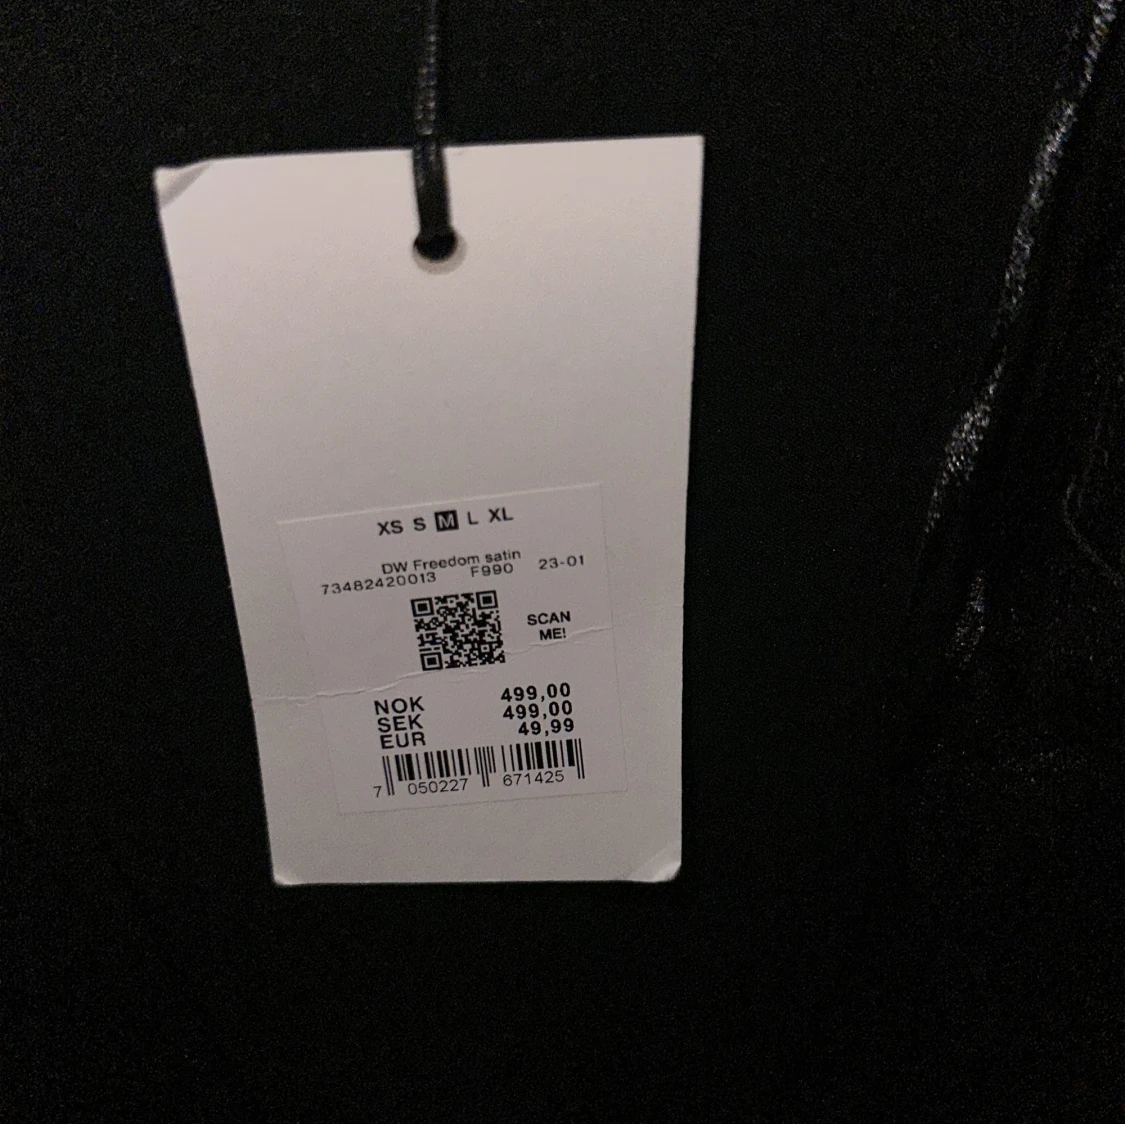 XS S M L XL
DW Freedom satin
73482420013 F990 23-01
SCAN
ME!
NOK 499,00
SEK 499,00
EUR 49,99
7 050227 671425